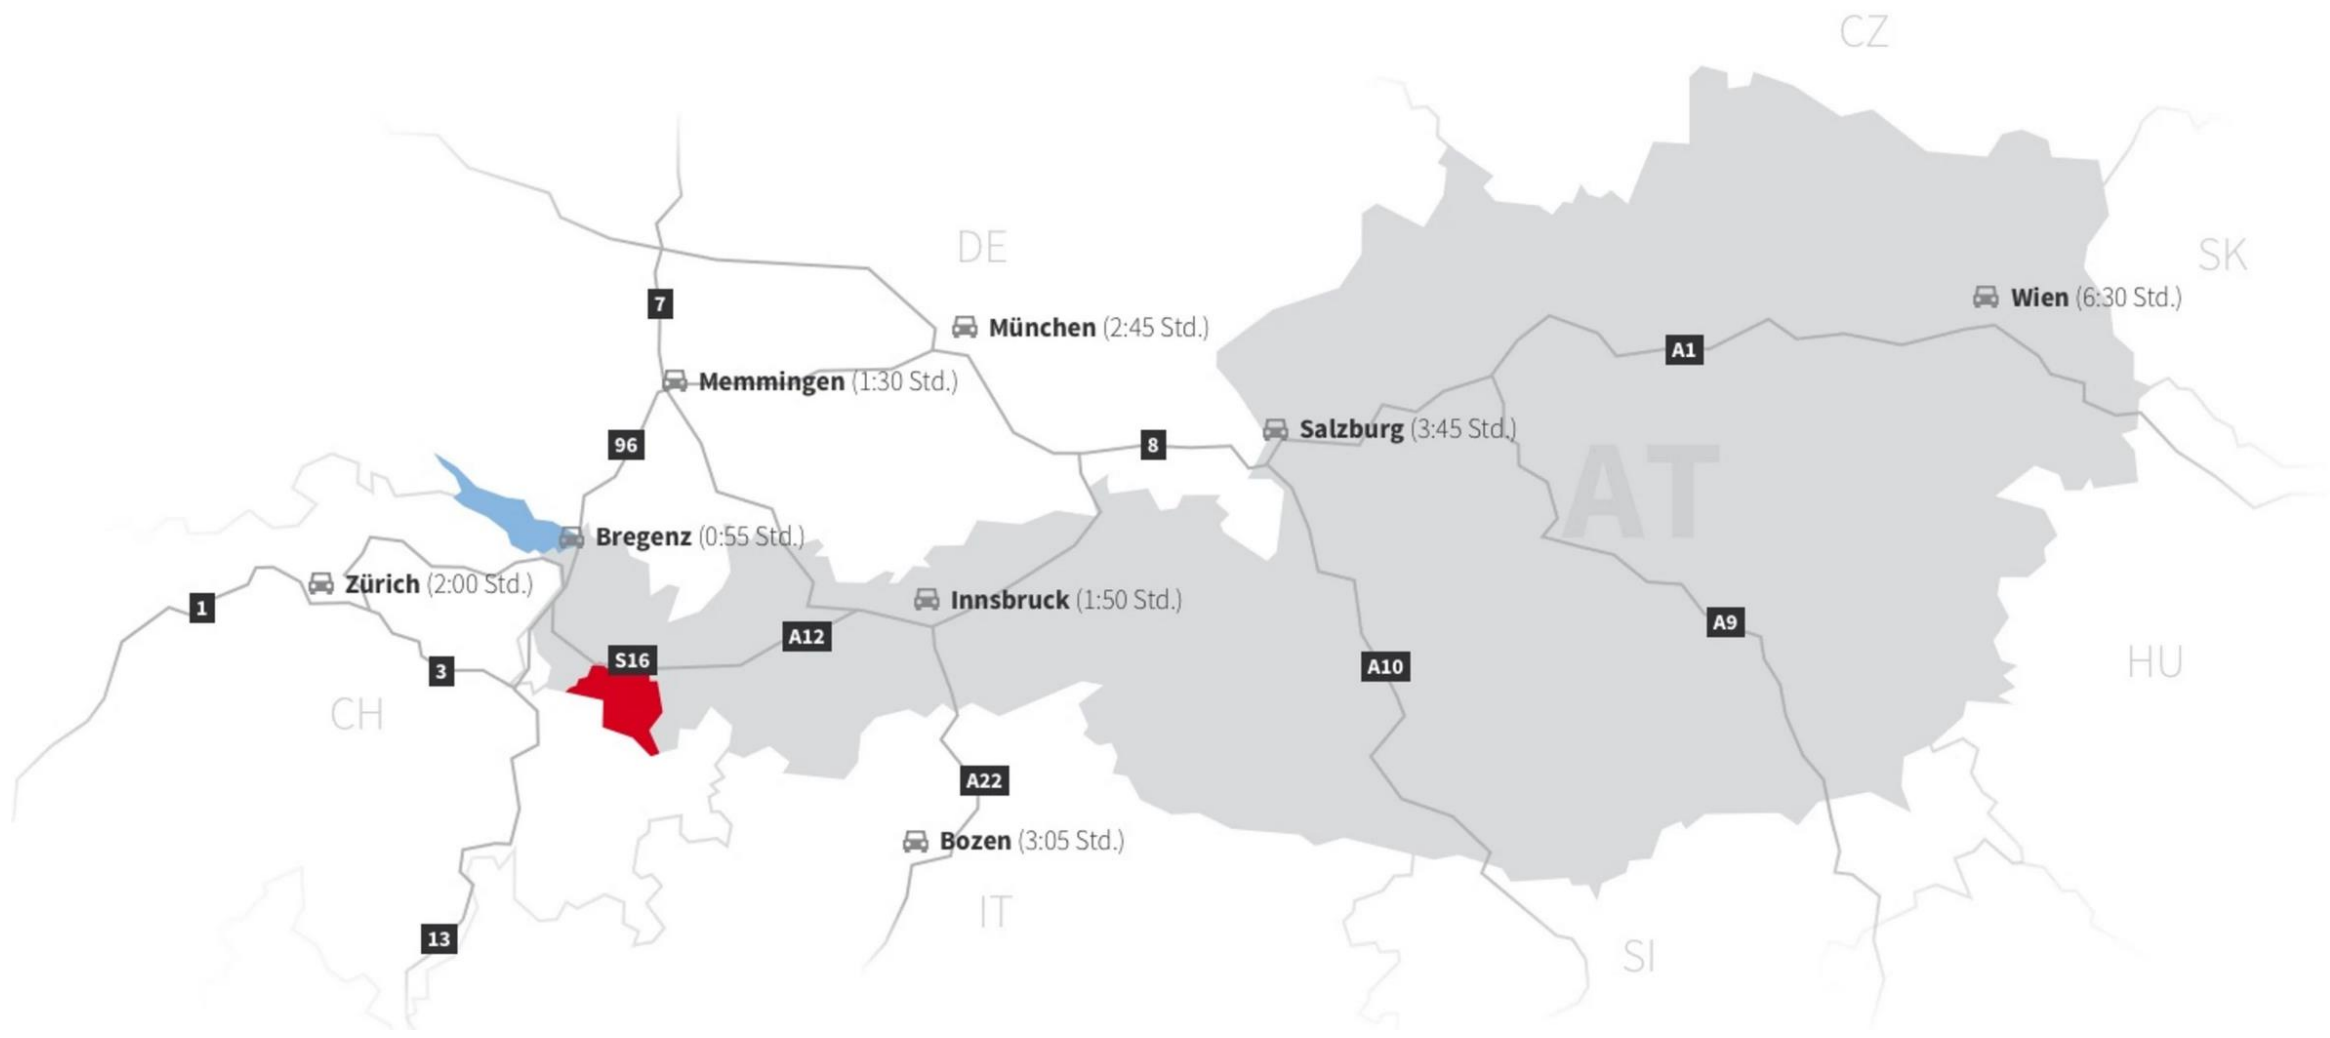 CZ
DE
SK
7
Wien (6:30 Std.)
München (2:45 Std.)
A1
Memmingen (1:30 Std.)
96
8
Salzburg (3:45 Std.)
AT
Bregenz (0:55 Std.)
Zürich (2:00 Std.)
1
Innsbruck (1:50 Std.)
A12
A9
S16
3
A10
HU
CH
A22
Bozen (3:05 Std.)
IT
13
SI